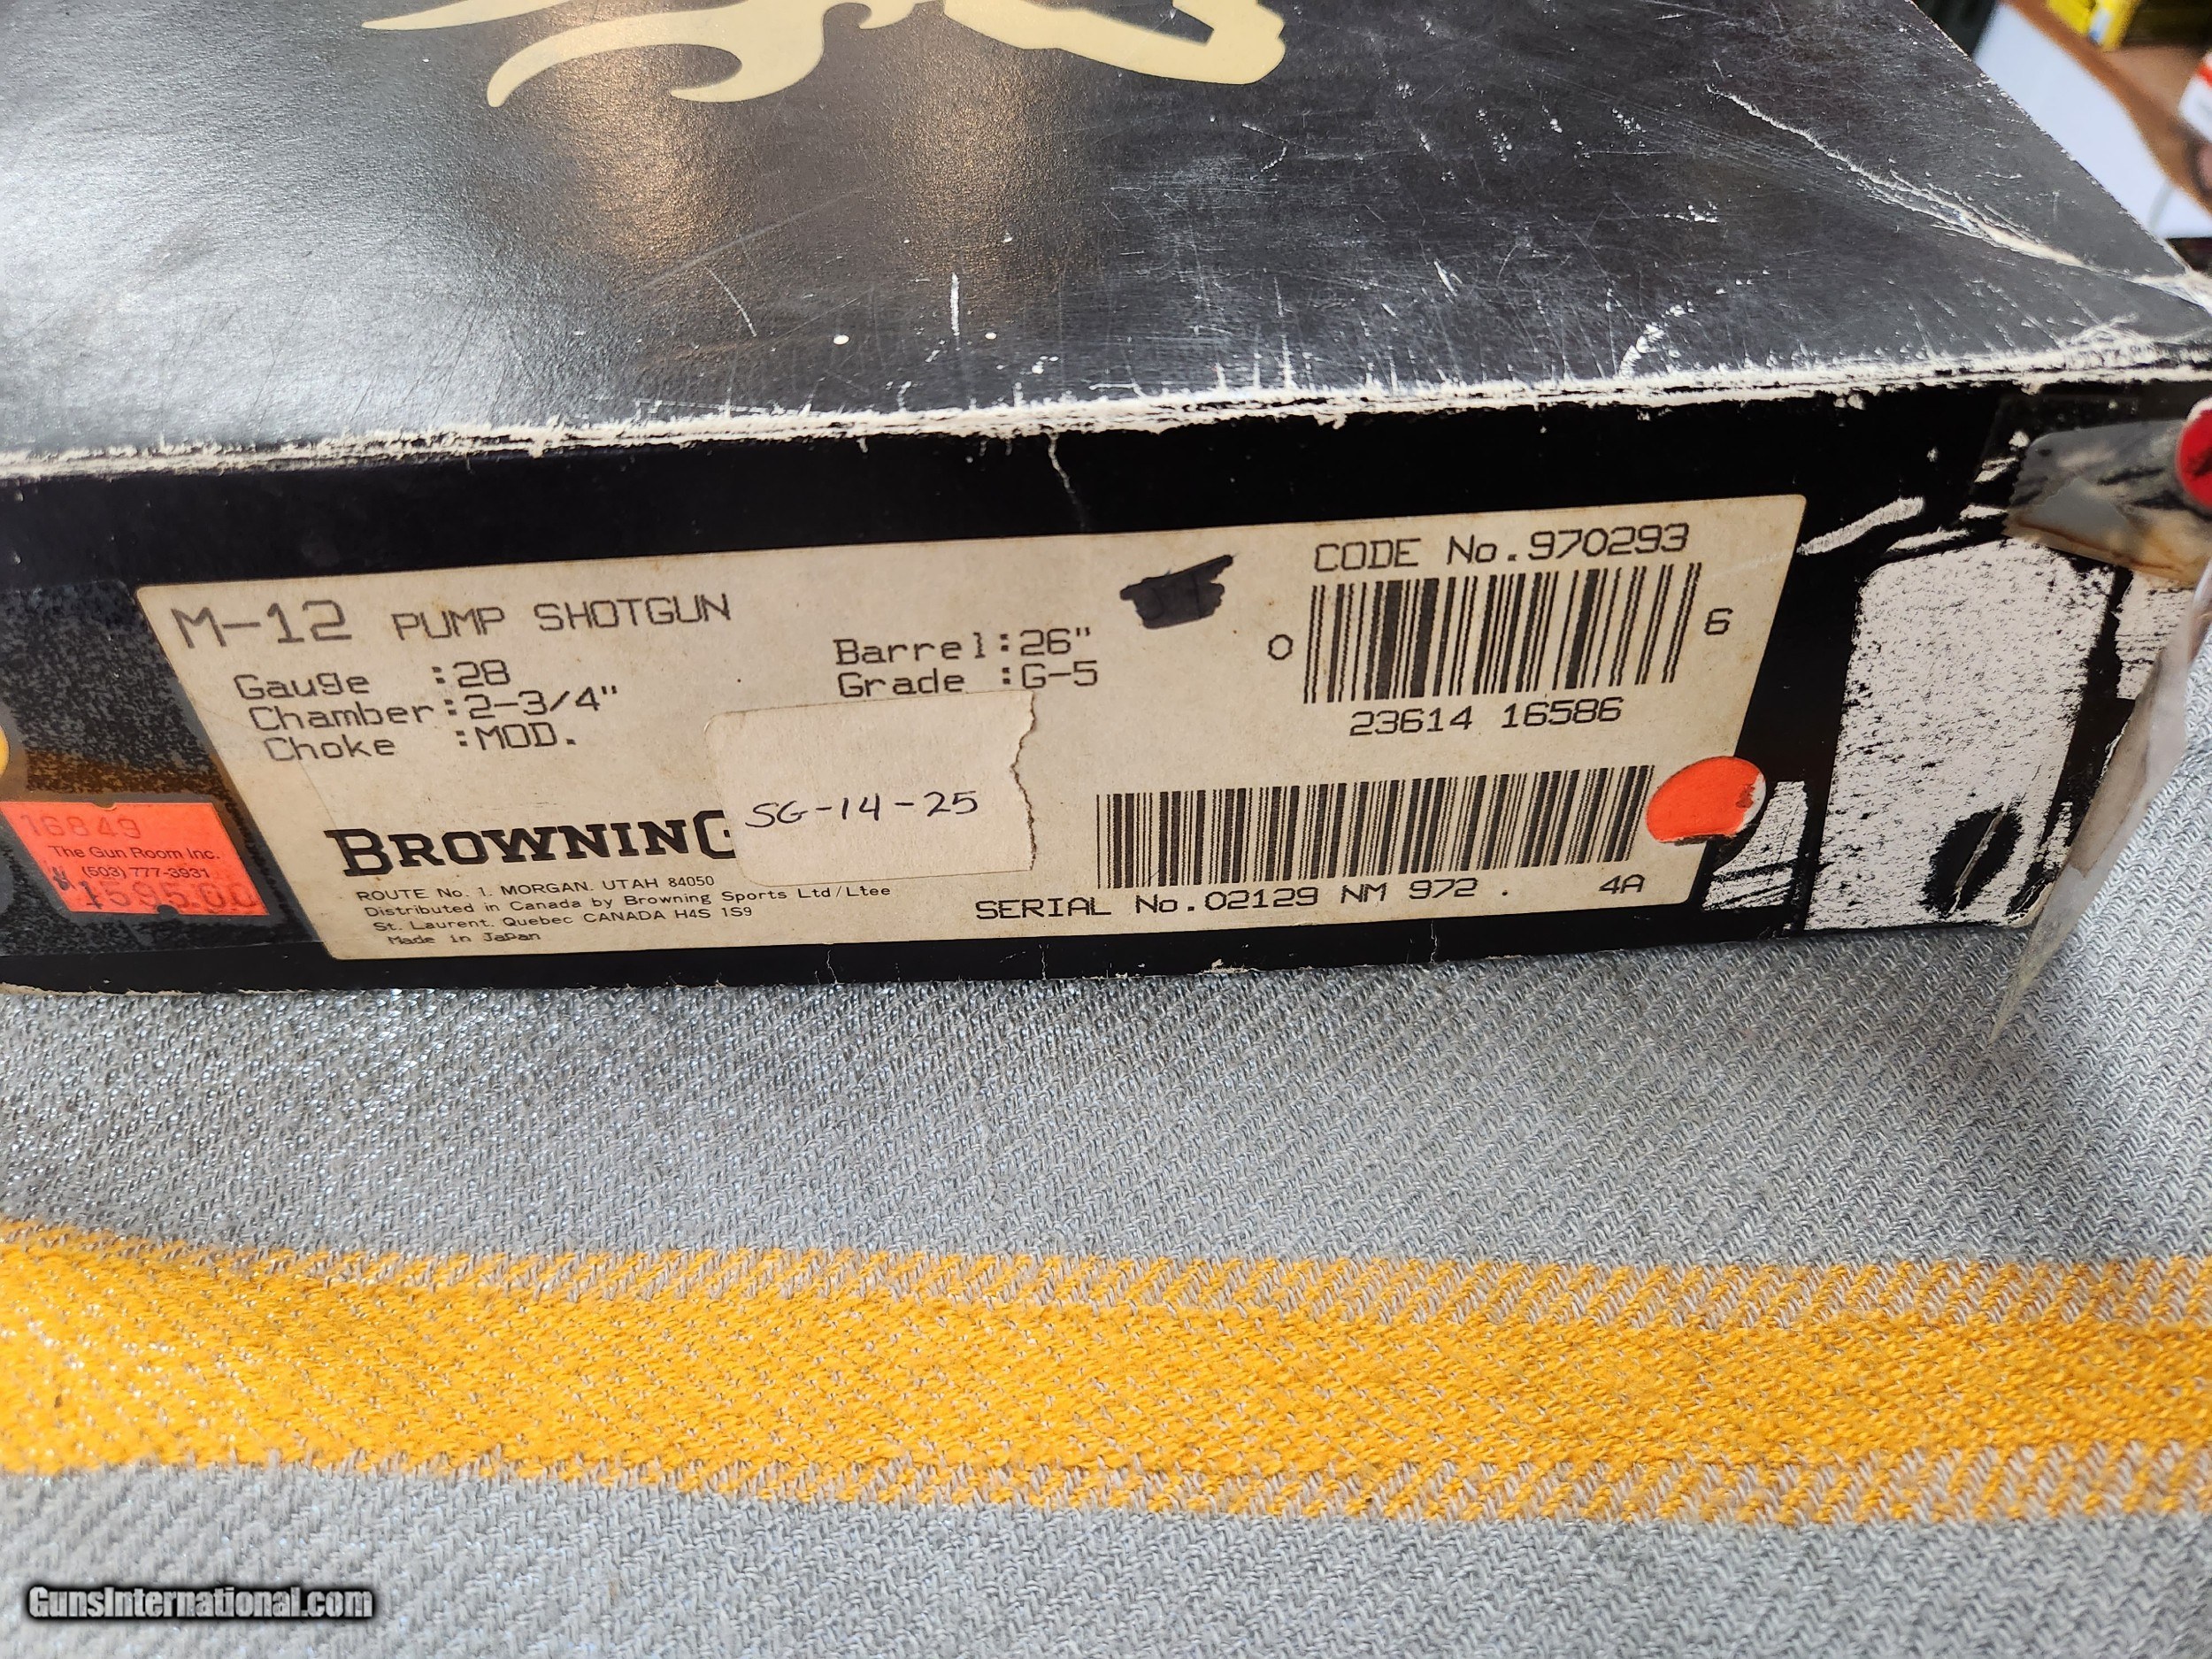 CODE No.970293
M-12 PUMP SHOTGUN
Gauge :28
Chamber:2-3/4"
Choke :MOD.
Barrel:26"
Grade :G-5
0 6
23614 16586
SG-14-25
BROWNING
ROUTE No. 1. MORGAN. UTAH 84050
Distributed in Canada by Browning Sports Ltd/Ltee
St. Laurent. Quebec CANADA H4S 1S9
Made in Japan
SERIAL No.02129 NM 972 . 4A
16849
The Gun Room Inc.
(503) 777-3931
1595.00
GunsInternational.com